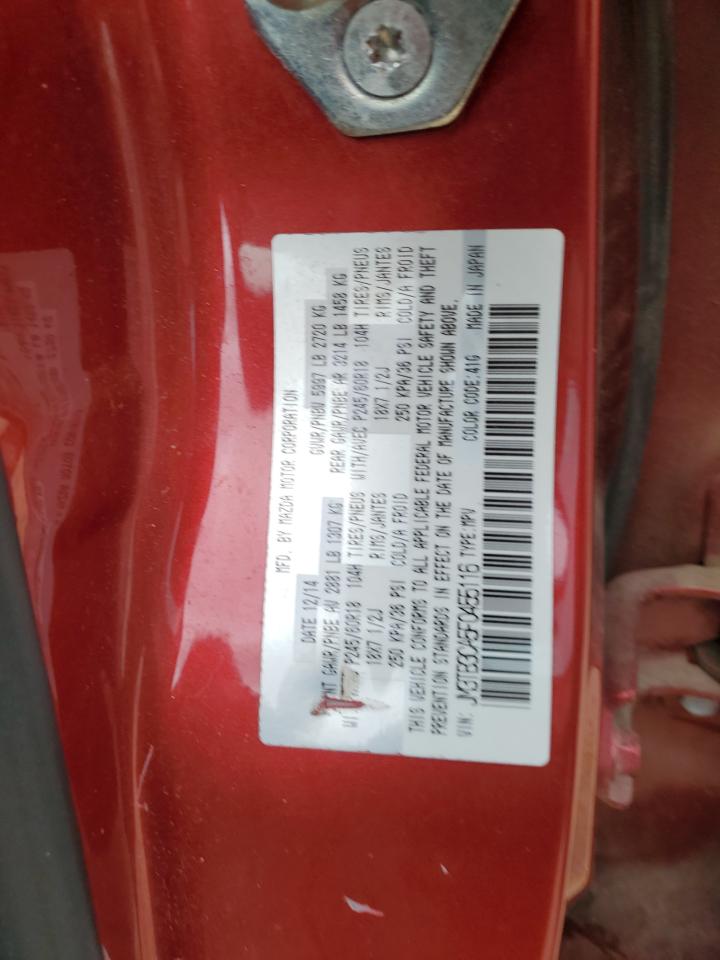 MFD. BY MAZDA MOTOR CORPORATION
DATE 12/14 GVWR/PNBV 5997 LB 2720 KG
FRNT GAWR/PNBE AV 2881 LB 1307 KG REAR GAWR/PNBE AR 3214 LB 1458 KG
P245/60R18 104H TIRES/PNEUS WITH/AVEC P245/60R18 104H TIRES/PNEUS
18X7 1/2J RIMS/JANTES 18X7 1/2J RIMS/JANTES
250 KPA/36 PSI COLD/A FROID 250 KPA/36 PSI COLD/A FROID
THIS VEHICLE CONFORMS TO ALL APPLICABLE FEDERAL MOTOR VEHICLE SAFETY AND THEFT
PREVENTION STANDARDS IN EFFECT ON THE DATE OF MANUFACTURE SHOWN ABOVE.
VIN: JM3TB3CA5F0455116 TYPE:MPV COLOR CODE:41G MADE IN JAPAN